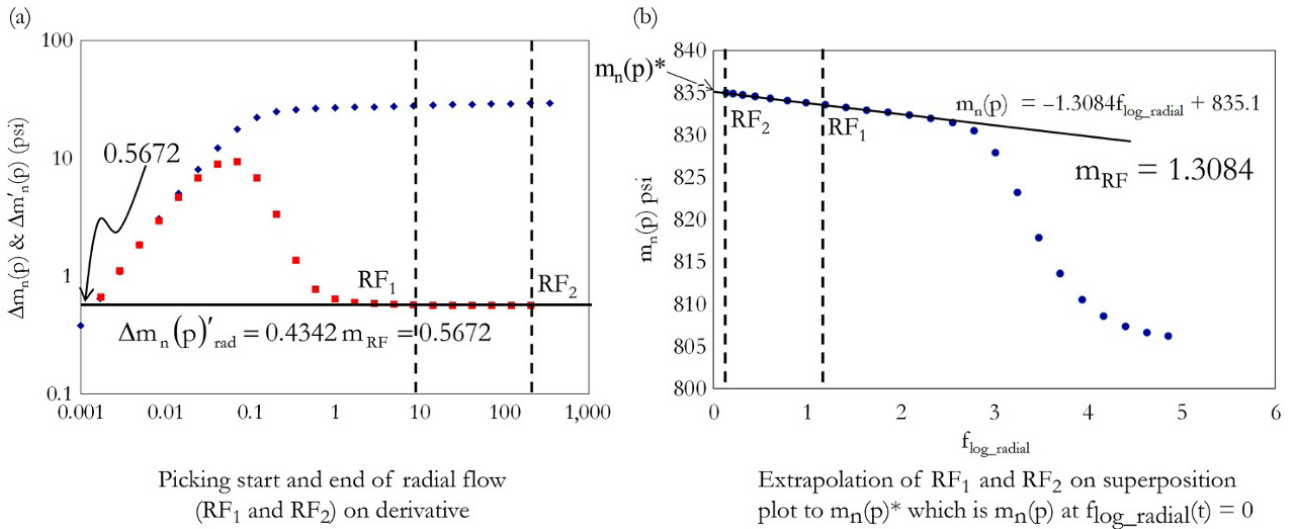 (a)
100
10
1
0.1
Δmₙ(p) & Δm′ₙ(p) (psi)
0.5672
RF₁
RF₂
Δmₙ(p)′rad = 0.4342 mRF = 0.5672
0.001 0.01 0.1 1 10 100 1,000
Picking start and end of radial flow
(RF₁ and RF₂) on derivative
(b)
mₙ(p)*
840
835
830
825
820
815
810
805
800
mₙ(p) psi
RF₂
RF₁
mₙ(p) = –1.3084flog_radial + 835.1
mRF = 1.3084
0 1 2 3 4 5 6
flog_radial
Extrapolation of RF₁ and RF₂ on superposition
plot to mₙ(p)* which is mₙ(p) at flog_radial(t) = 0